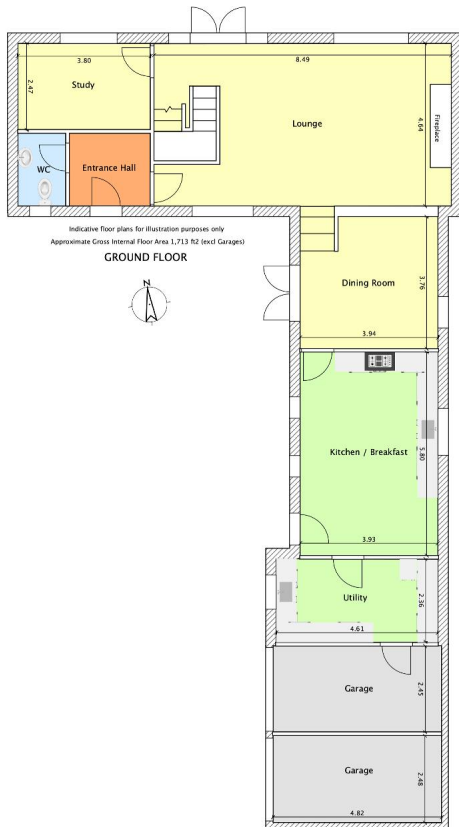 3.80
8.49
2.47
Study
Lounge
4.64
Fireplace
WC
Entrance Hall
Indicative floor plans for illustration purposes only
Approximate Gross Internal Floor Area 1,713 ft2 (excl Garages)
GROUND FLOOR
N
Dining Room
3.76
3.94
Kitchen / Breakfast
5.80
3.93
Utility
2.36
4.61
Garage
2.45
Garage
2.48
4.82